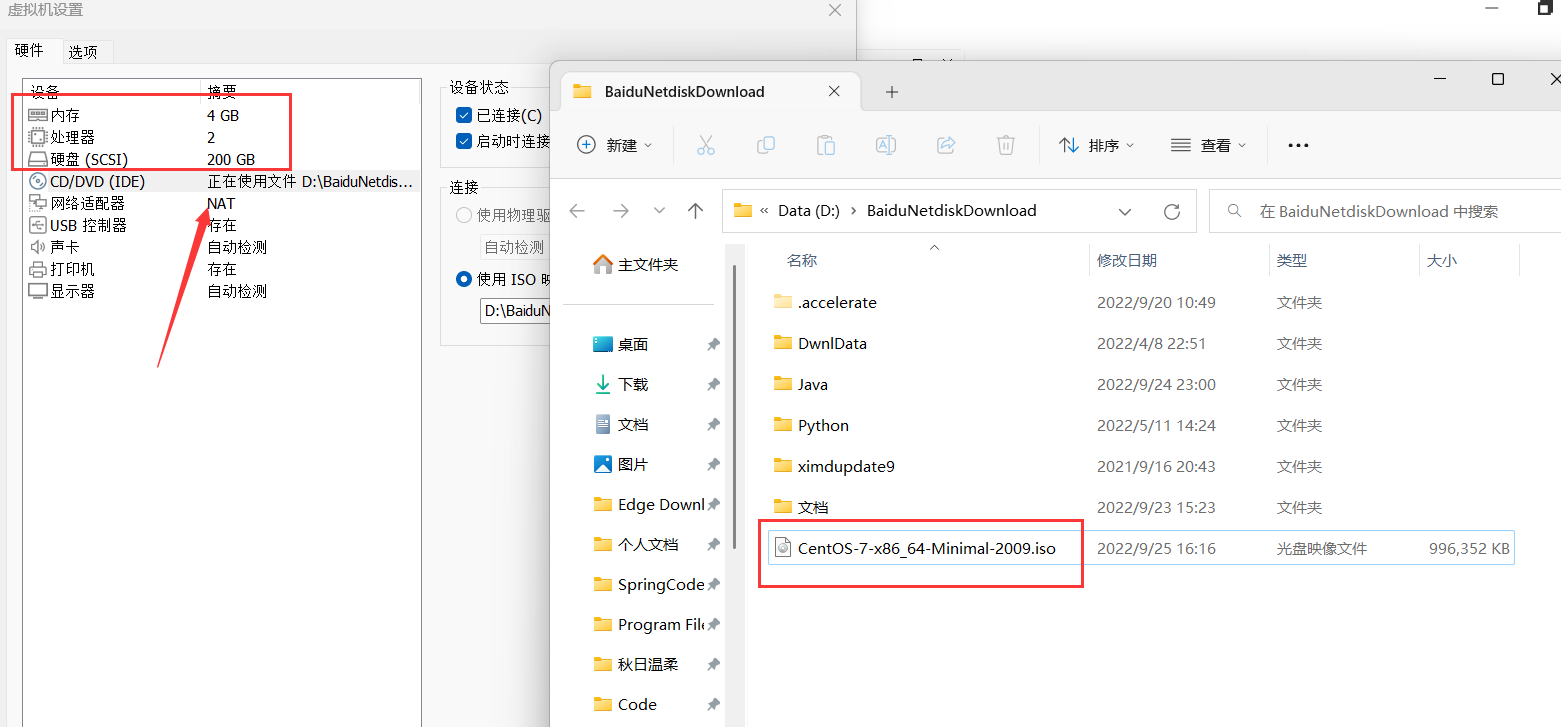 虚拟机设置
硬件 选项
设备 摘要
内存 4 GB
处理器 2
硬盘 (SCSI) 200 GB
CD/DVD (IDE) 正在使用文件 D:\BaiduNetdis...
网络适配器 NAT
USB 控制器 存在
声卡 自动检测
打印机 存在
显示器 自动检测
设备状态
已连接(C)
启动时连接
连接
使用物理驱
自动检测
使用 ISO 映
D:\BaiduN
BaiduNetdiskDownload
新建 排序 查看
« Data (D:) › BaiduNetdiskDownload
在 BaiduNetdiskDownload 中搜索
主文件夹
桌面
下载
文档
图片
Edge Downl
个人文档
SpringCode
Program File
秋日温柔
Code
名称 修改日期 类型 大小
.accelerate 2022/9/20 10:49 文件夹
DwnlData 2022/4/8 22:51 文件夹
Java 2022/9/24 23:00 文件夹
Python 2022/5/11 14:24 文件夹
ximdupdate9 2021/9/16 20:43 文件夹
文档 2022/9/23 15:23 文件夹
CentOS-7-x86_64-Minimal-2009.iso 2022/9/25 16:16 光盘映像文件 996,352 KB